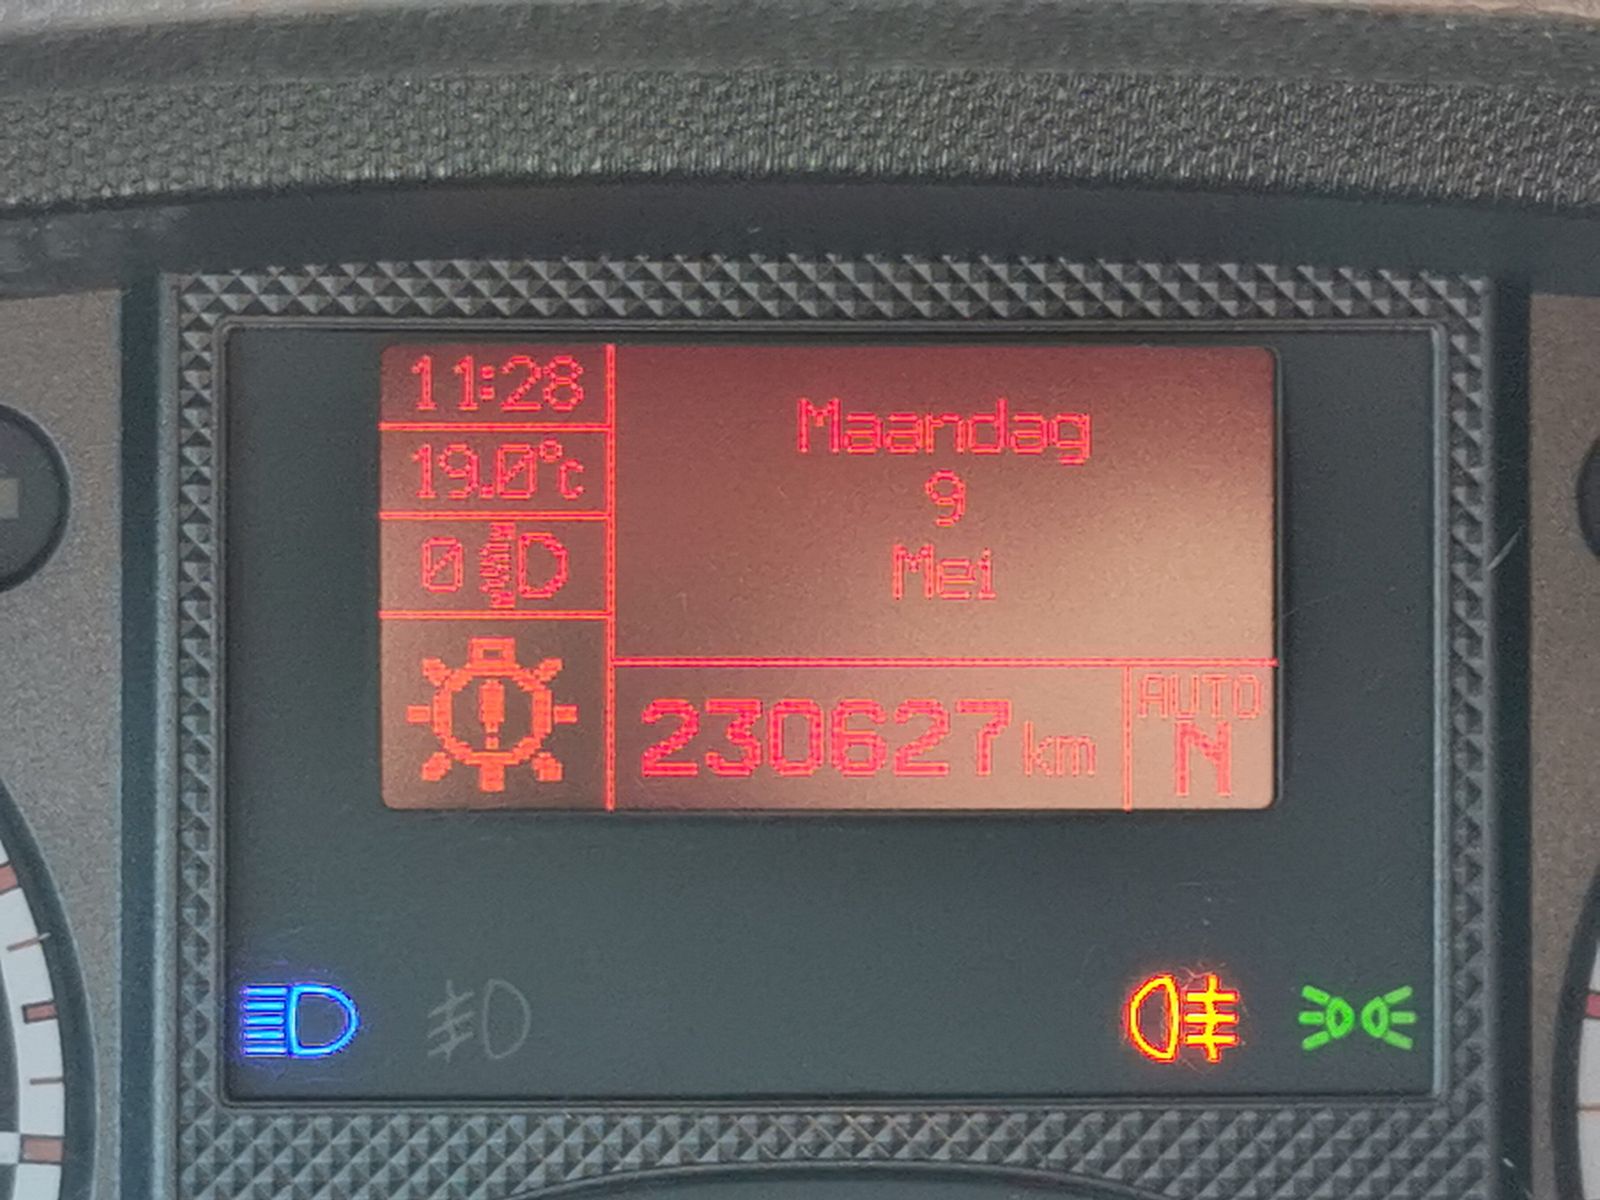 11:28
19.0°c
0
Maandag
9
Mei
230627 km
AUTO
N